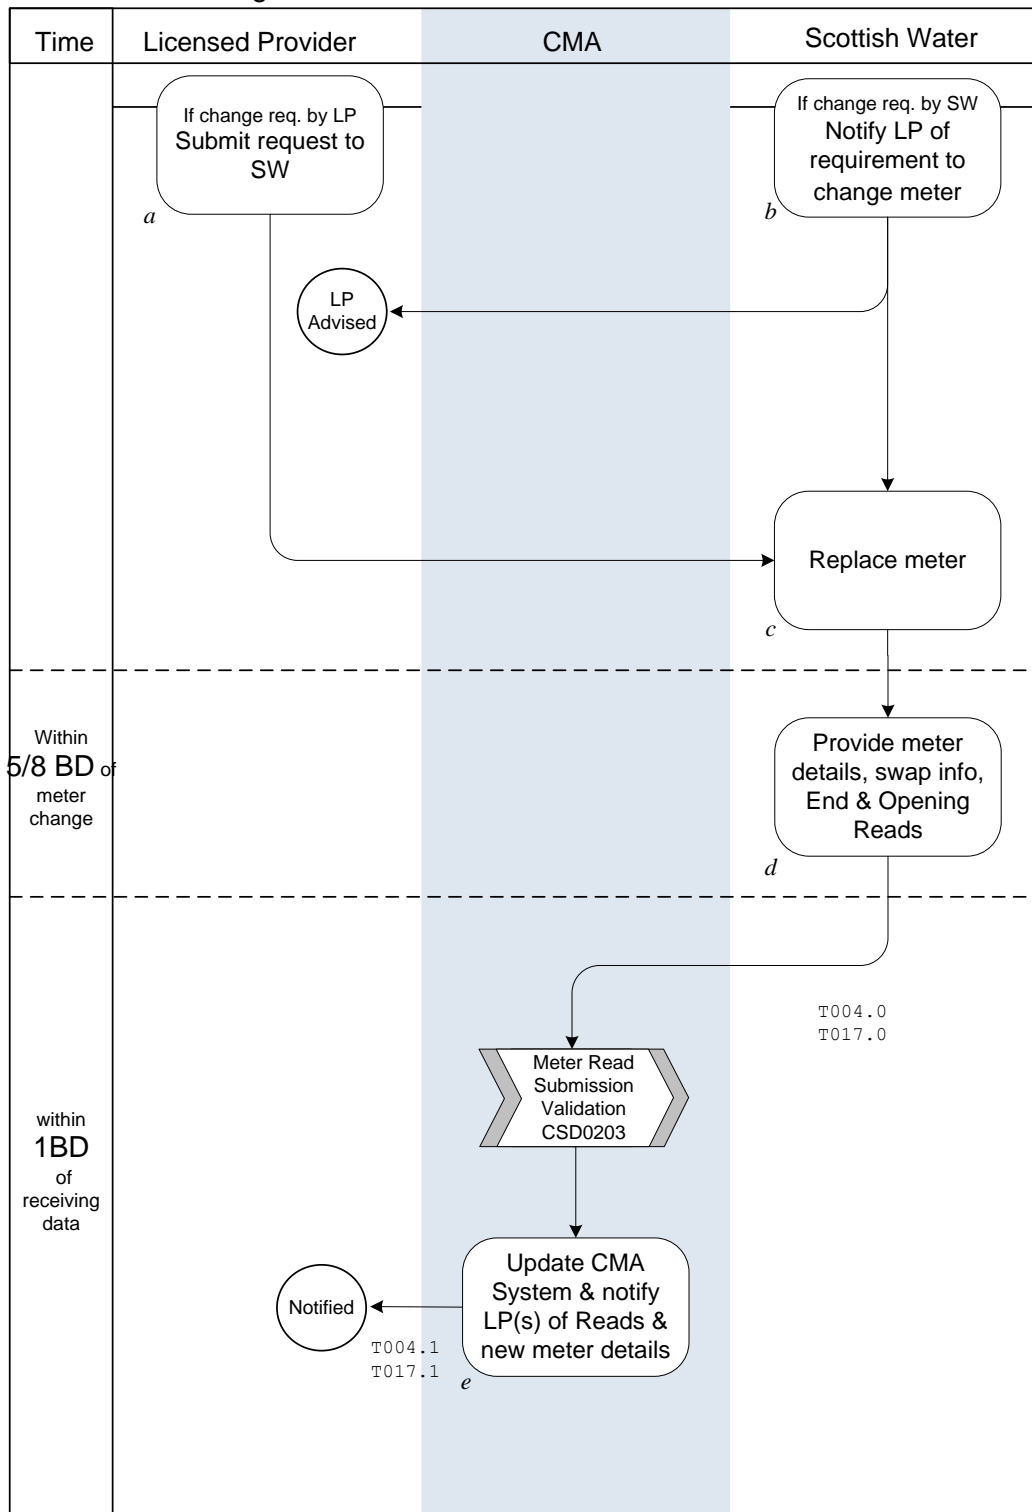 Time
Licensed Provider
CMA
Scottish Water
If change req. by LP
Submit request to
SW
a
If change req. by SW
Notify LP of
requirement to
change meter
b
LP
Advised
Replace meter
c
Within
5/8 BD of
meter
change
Provide meter
details, swap info,
End & Opening
Reads
d
T004.0
T017.0
within
1BD
of
receiving
data
Meter Read
Submission
Validation
CSD0203
Update CMA
System & notify
LP(s) of Reads &
new meter details
e
Notified
T004.1
T017.1